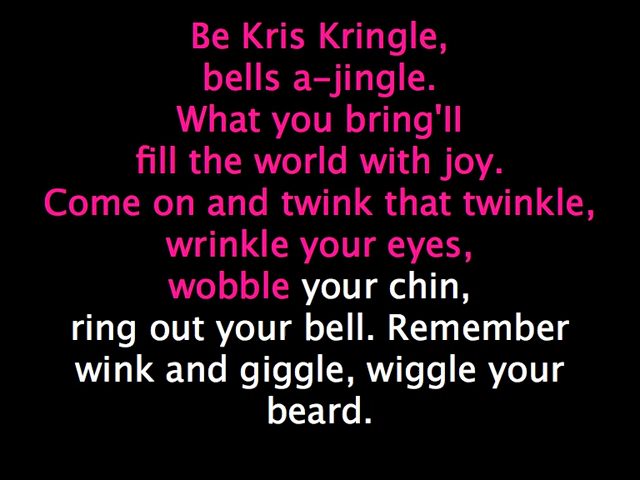 Be Kris Kringle,
bells a-jingle.
What you bring'll
fill the world with joy.
Come on and twink that twinkle,
wrinkle your eyes,
wobble your chin,
ring out your bell. Remember
wink and giggle, wiggle your
beard.